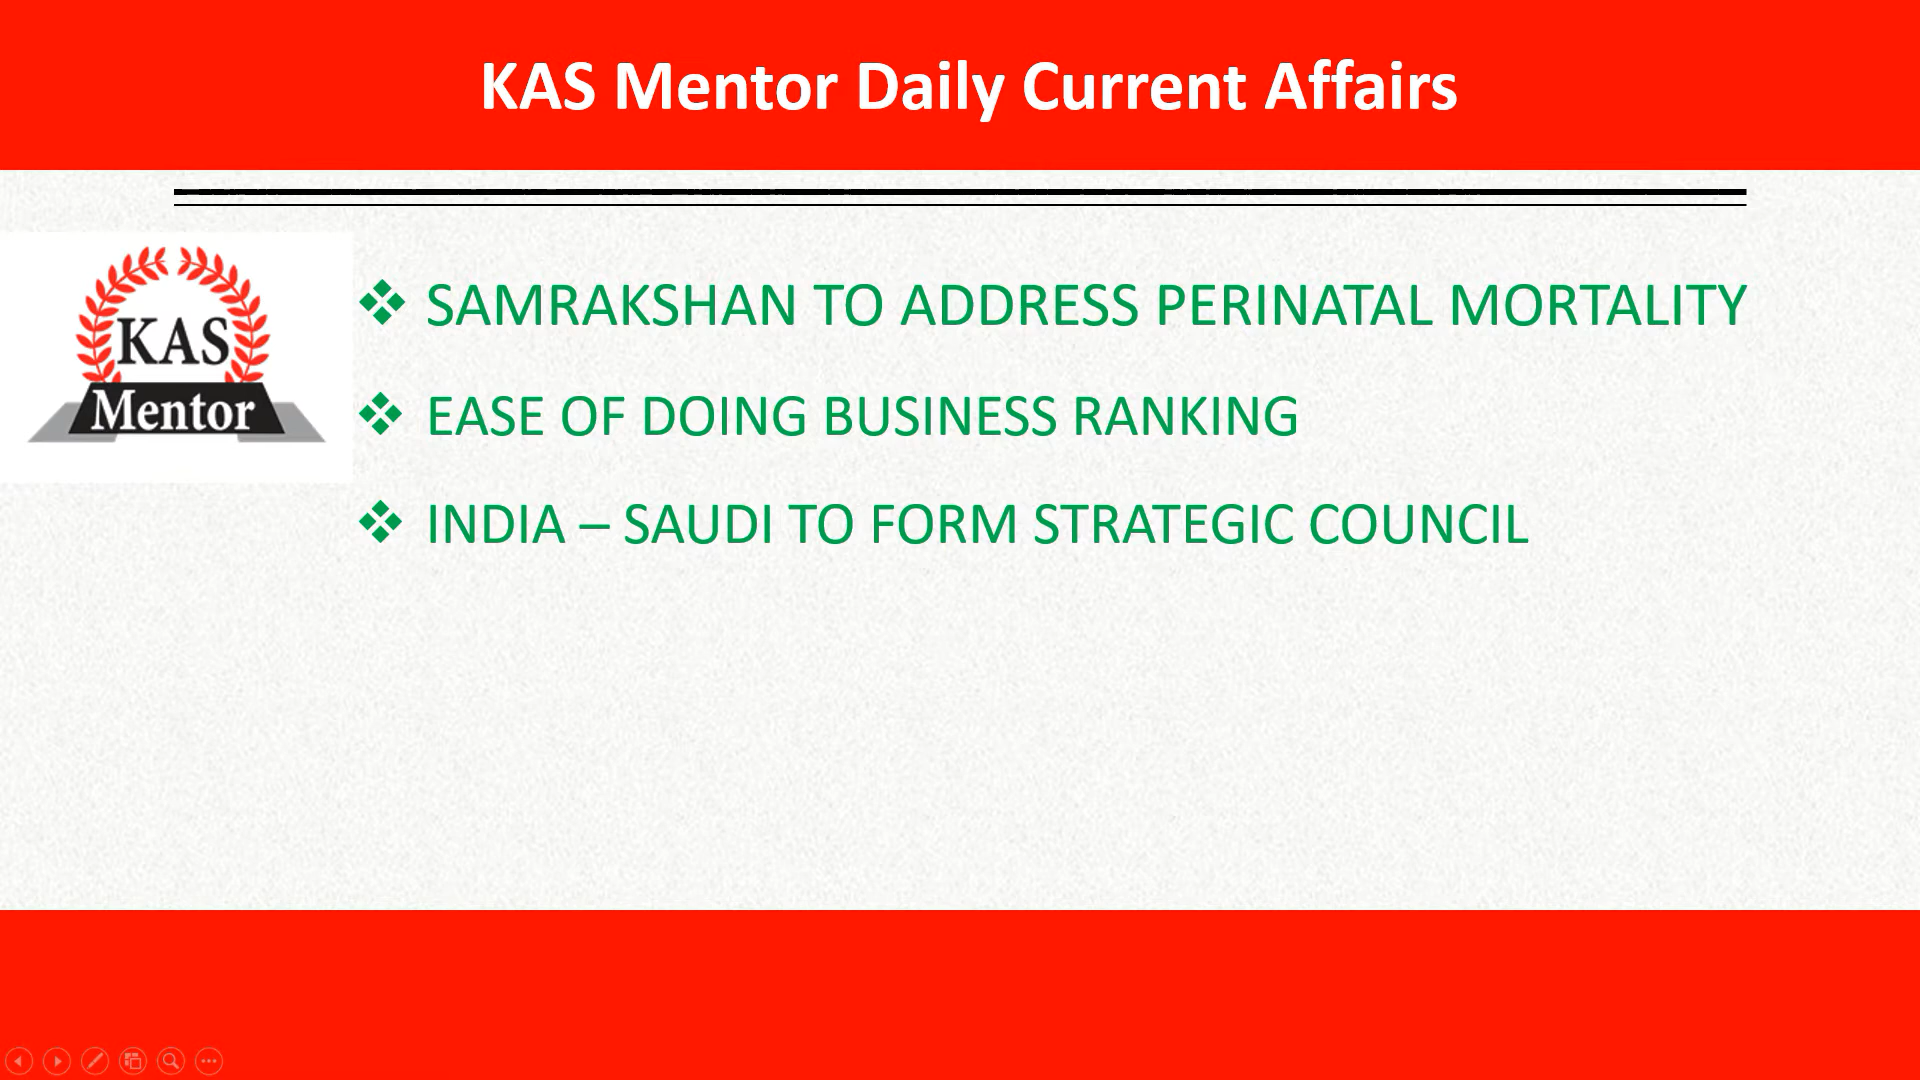 KAS Mentor Daily Current Affairs
KAS
Mentor
❖ SAMRAKSHAN TO ADDRESS PERINATAL MORTALITY
❖ EASE OF DOING BUSINESS RANKING
❖ INDIA – SAUDI TO FORM STRATEGIC COUNCIL